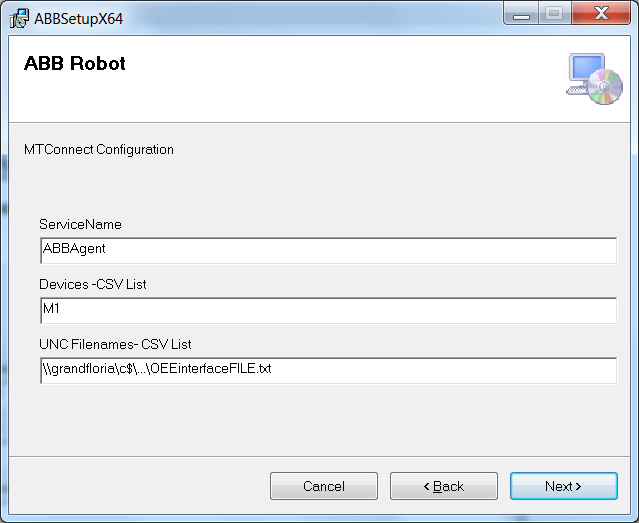 ABBSetupX64
ABB Robot
MTConnect Configuration
ServiceName
ABBAgent
Devices -CSV List
M1
UNC Filenames- CSV List
\\grandfloria\c$\...\OEEinterfaceFILE.txt
Cancel
< Back
Next >